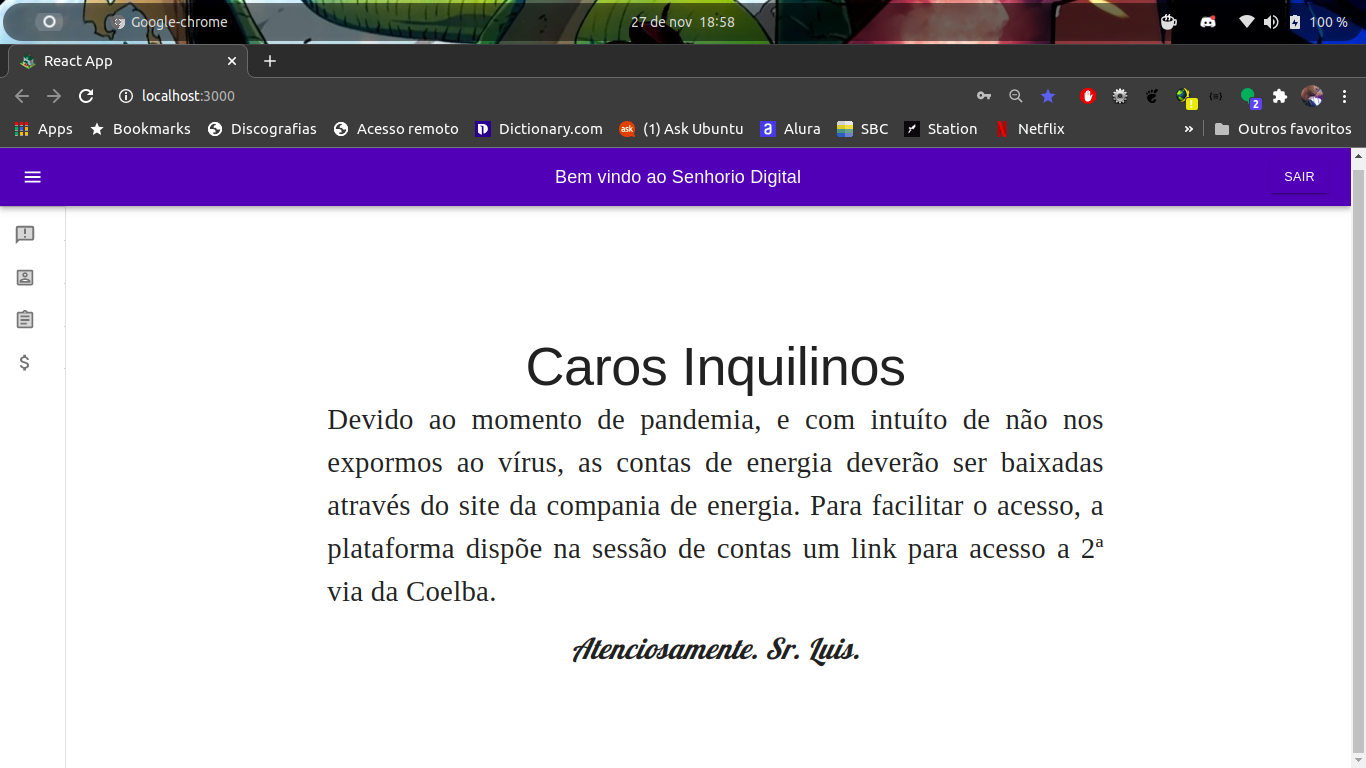 Google-chrome
27 de nov 18:58
100 %
React App
localhost:3000
Apps
Bookmarks
Discografias
Acesso remoto
Dictionary.com
(1) Ask Ubuntu
Alura
SBC
Station
Netflix
»
Outros favoritos
Bem vindo ao Senhorio Digital
SAIR
Caros Inquilinos
Devido ao momento de pandemia, e com intuíto de não nos
expormos ao vírus, as contas de energia deverão ser baixadas
através do site da compania de energia. Para facilitar o acesso, a
plataforma dispõe na sessão de contas um link para acesso a 2ª
via da Coelba.
Atenciosamente. Sr. Luis.